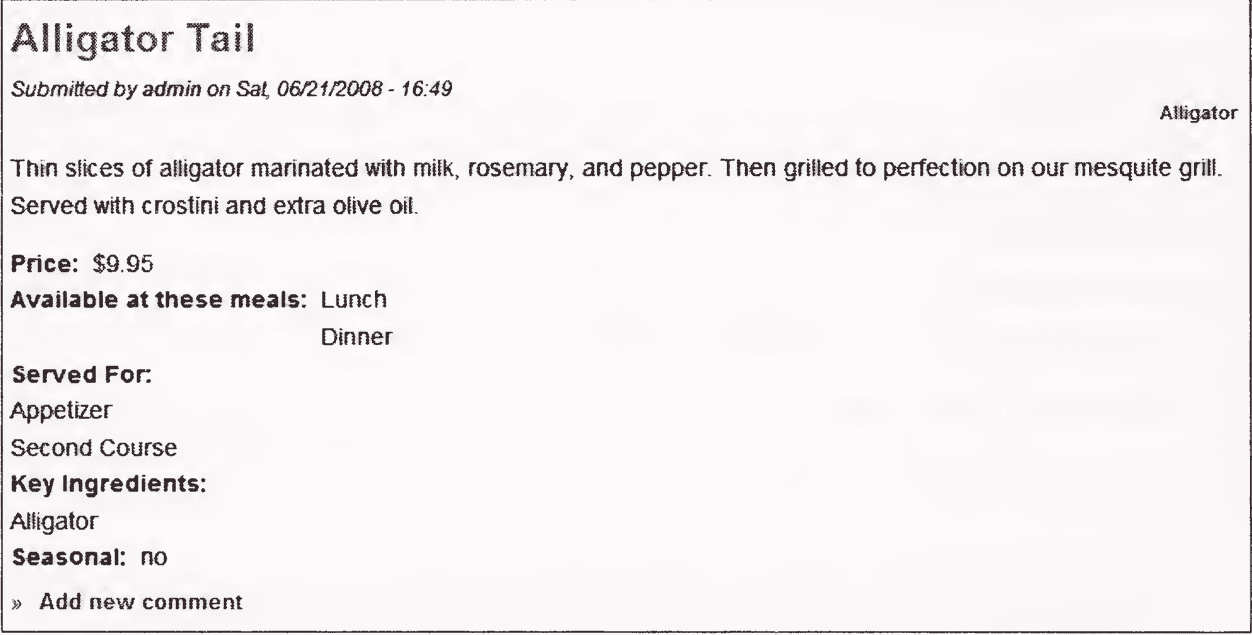 Alligator Tail
Submitted by admin on Sat, 06/21/2008 - 16:49
Alligator
Thin slices of alligator marinated with milk, rosemary, and pepper. Then grilled to perfection on our mesquite grill.
Served with crostini and extra olive oil.
Price: $9.95
Available at these meals: Lunch
Dinner
Served For:
Appetizer
Second Course
Key Ingredients:
Alligator
Seasonal: no
» Add new comment